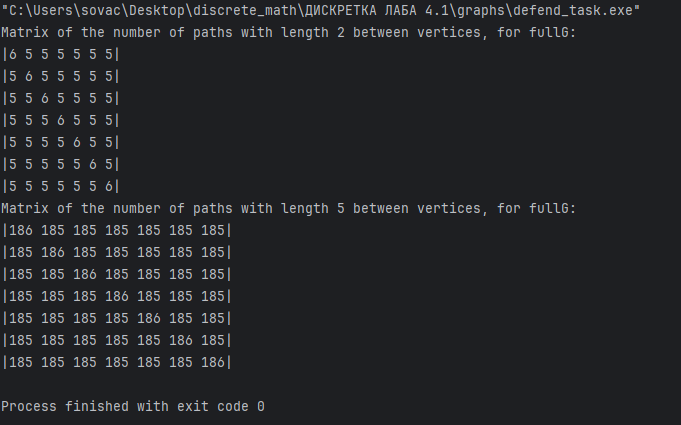 "C:\Users\sovac\Desktop\discrete_math\ДИСКРЕТКА ЛАБА 4.1\graphs\defend_task.exe"
Matrix of the number of paths with length 2 between vertices, for fullG:
|6 5 5 5 5 5 5|
|5 6 5 5 5 5 5|
|5 5 6 5 5 5 5|
|5 5 5 6 5 5 5|
|5 5 5 5 6 5 5|
|5 5 5 5 5 6 5|
|5 5 5 5 5 5 6|
Matrix of the number of paths with length 5 between vertices, for fullG:
|186 185 185 185 185 185 185|
|185 186 185 185 185 185 185|
|185 185 186 185 185 185 185|
|185 185 185 186 185 185 185|
|185 185 185 185 186 185 185|
|185 185 185 185 185 186 185|
|185 185 185 185 185 185 186|
Process finished with exit code 0